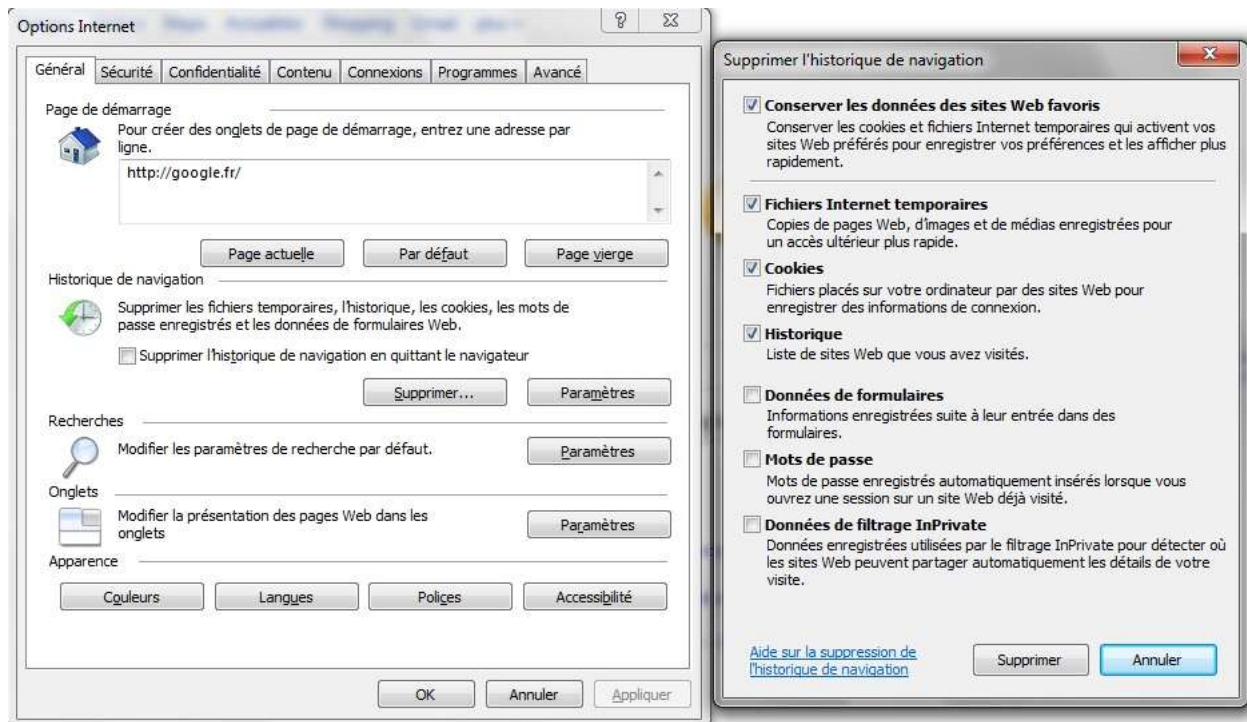 Options Internet
Général Sécurité Confidentialité Contenu Connexions Programmes Avancé
Page de démarrage
Pour créer des onglets de page de démarrage, entrez une adresse par
ligne.
http://google.fr/
Page actuelle Par défaut Page vierge
Historique de navigation
Supprimer les fichiers temporaires, l'historique, les cookies, les mots de
passe enregistrés et les données de formulaires Web.
Supprimer l'historique de navigation en quittant le navigateur
Supprimer... Paramètres
Recherches
Modifier les paramètres de recherche par défaut.
Paramètres
Onglets
Modifier la présentation des pages Web dans les
onglets
Paramètres
Apparence
Couleurs Langues Polices Accessibilité
OK Annuler Appliquer
Supprimer l'historique de navigation
Conserver les données des sites Web favoris
Conserver les cookies et fichiers Internet temporaires qui activent vos
sites Web préférés pour enregistrer vos préférences et les afficher plus
rapidement.
Fichiers Internet temporaires
Copies de pages Web, d'images et de médias enregistrées pour
un accès ultérieur plus rapide.
Cookies
Fichiers placés sur votre ordinateur par des sites Web pour
enregistrer des informations de connexion.
Historique
Liste de sites Web que vous avez visités.
Données de formulaires
Informations enregistrées suite à leur entrée dans des
formulaires.
Mots de passe
Mots de passe enregistrés automatiquement insérés lorsque vous
ouvrez une session sur un site Web déjà visité.
Données de filtrage InPrivate
Données enregistrées utilisées par le filtrage InPrivate pour détecter où
les sites Web peuvent partager automatiquement les détails de votre
visite.
Aide sur la suppression de
l'historique de navigation
Supprimer Annuler